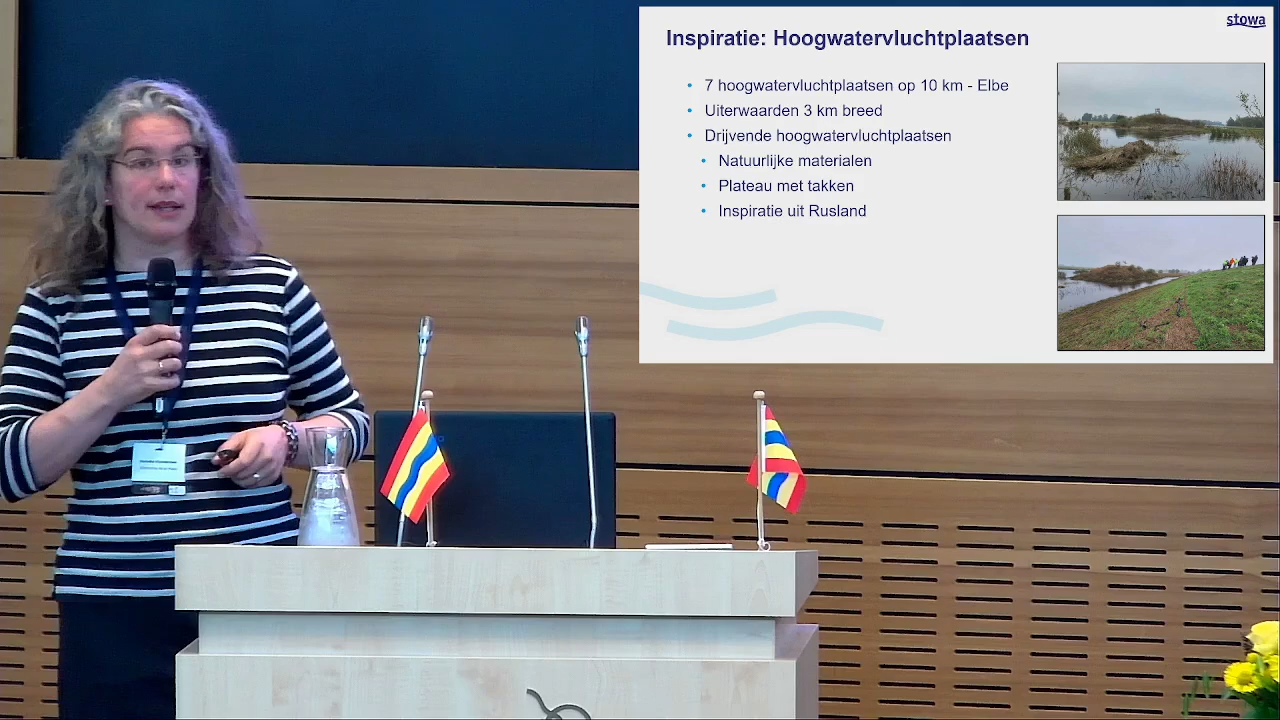 stowa
Inspiratie: Hoogwatervluchtplaatsen
• 7 hoogwatervluchtplaatsen op 10 km - Elbe
• Uiterwaarden 3 km breed
• Drijvende hoogwatervluchtplaatsen
• Natuurlijke materialen
• Plateau met takken
• Inspiratie uit Rusland